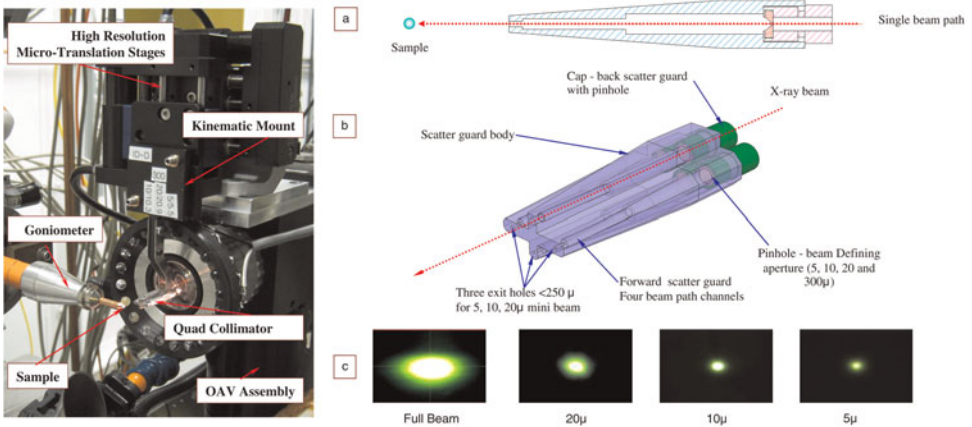 High Resolution
Micro-Translation Stages
Kinematic Mount
Goniometer
Quad Collimator
Sample
OAV Assembly
a
Sample
Single beam path
b
Cap - back scatter guard
with pinhole
X-ray beam
Scatter guard body
Pinhole - beam Defining
aperture (5, 10, 20 and
300µ)
Forward scatter guard
Four beam path channels
Three exit holes <250 µ
for 5, 10, 20µ mini beam
c
Full Beam
20µ
10µ
5µ